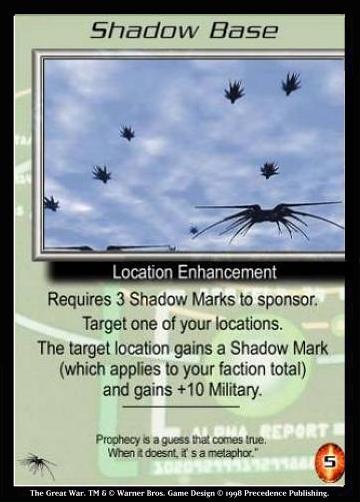 Shadow Base
Location Enhancement
Requires 3 Shadow Marks to sponsor.
Target one of your locations.
The target location gains a Shadow Mark
(which applies to your faction total)
and gains +10 Military.
ALPHA REPORT
Prophecy is a guess that comes true.
When it doesnt, it' s a metaphor."
5
The Great War. TM & © Warner Bros. Game Design © 1998 Precedence Publishing.